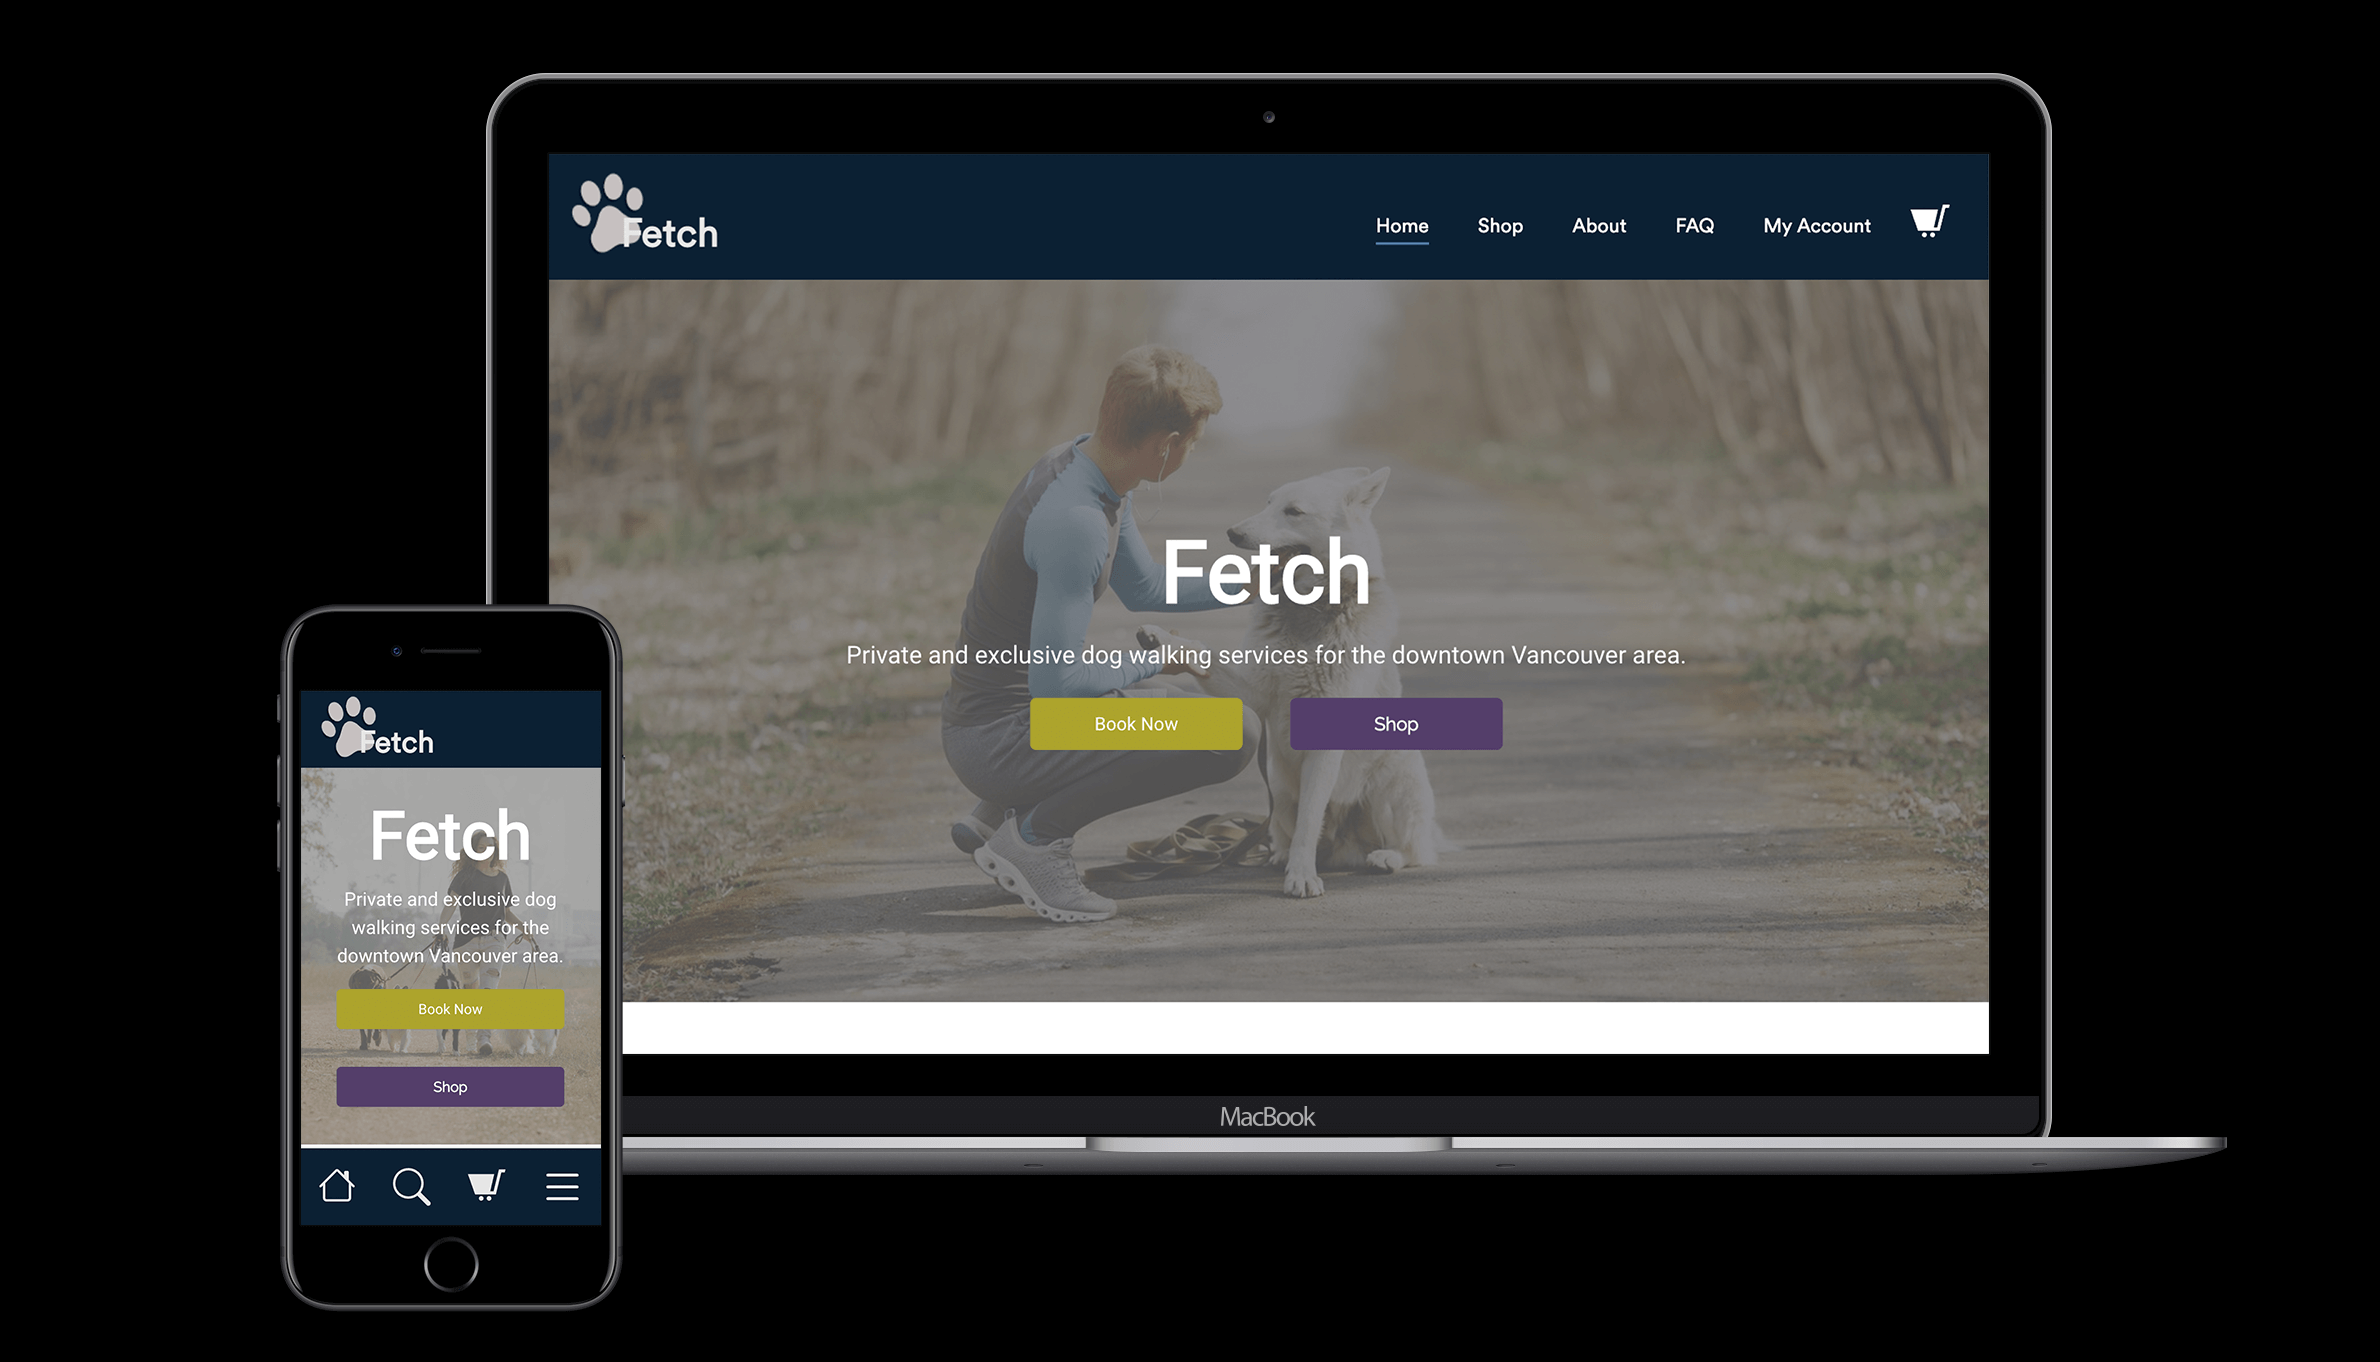 Fetch
Home Shop About FAQ My Account
Fetch
Private and exclusive dog walking services for the downtown Vancouver area.
Book Now Shop
MacBook
Fetch
Fetch
Private and exclusive dog
walking services for the
downtown Vancouver area.
Book Now
Shop